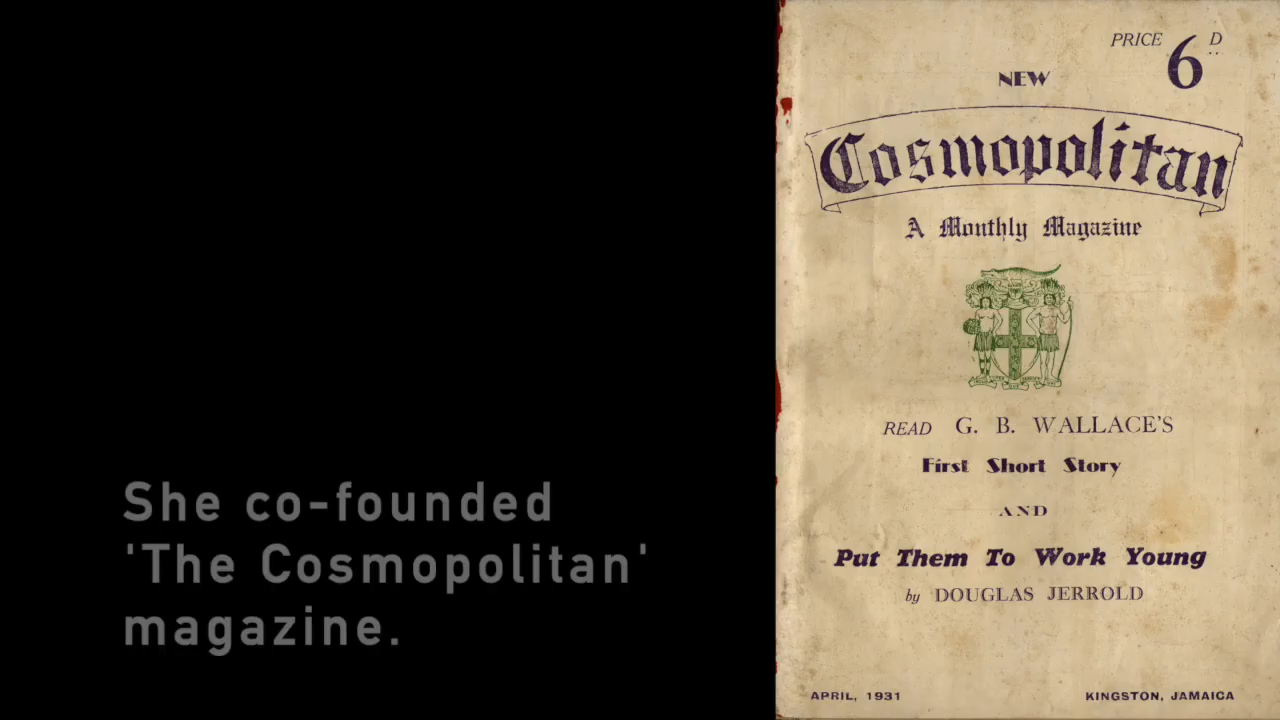 She co-founded
'The Cosmopolitan'
magazine.
PRICE 6D
NEW
Cosmopolitan
A Monthly Magazine
READ G. B. WALLACE'S
First Short Story
AND
Put Them To Work Young
by DOUGLAS JERROLD
APRIL, 1931 KINGSTON, JAMAICA